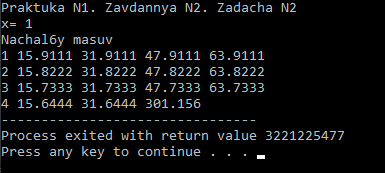 Praktuka N1. Zavdannya N2. Zadacha N2
x= 1
Nachal6y masuv
1 15.9111 31.9111 47.9111 63.9111
2 15.8222 31.8222 47.8222 63.8222
3 15.7333 31.7333 47.7333 63.7333
4 15.6444 31.6444 301.156
--------------------------------
Process exited with return value 3221225477
Press any key to continue . . .